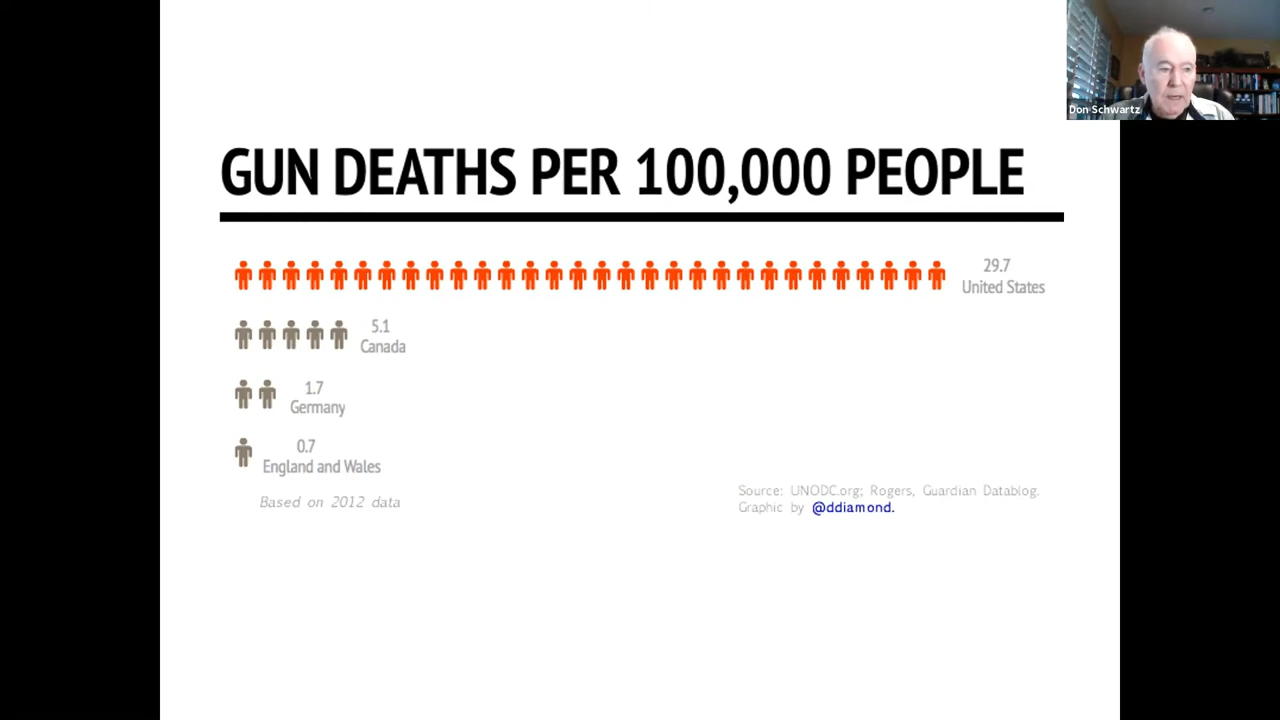 Don Schwartz
GUN DEATHS PER 100,000 PEOPLE
29.7
United States
5.1
Canada
1.7
Germany
0.7
England and Wales
Based on 2012 data
Source: UNODC.org; Rogers, Guardian Datablog.
Graphic by @ddiamond.